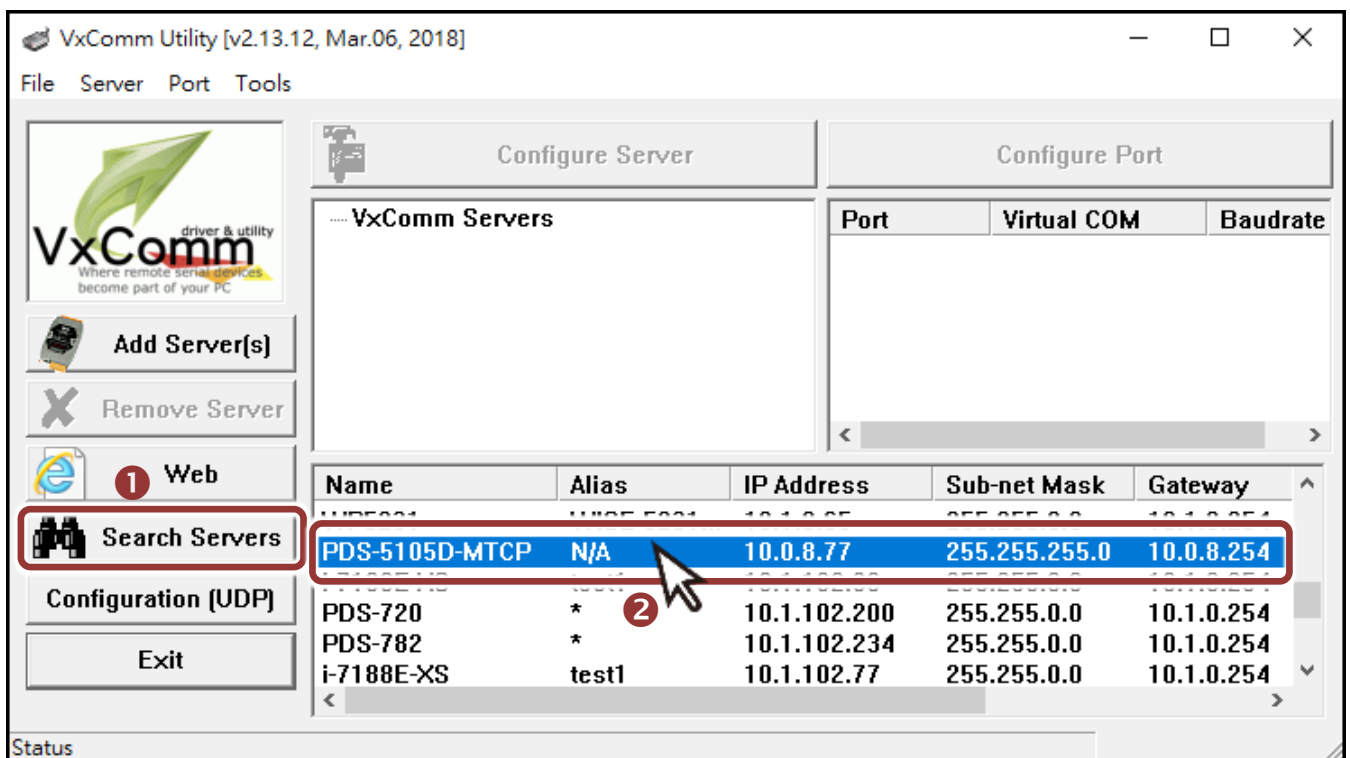 VxComm Utility [v2.13.12, Mar.06, 2018]
File Server Port Tools
Configure Server
Configure Port
VxComm
driver & utility
Where remote serial devices
become part of your PC
VxComm Servers
Port Virtual COM Baudrate
Add Server(s)
Remove Server
1 Web
Search Servers
Configuration (UDP)
Exit
Name Alias IP Address Sub-net Mask Gateway
PDS-5105D-MTCP N/A 10.0.8.77 255.255.255.0 10.0.8.254
2
PDS-720 * 10.1.102.200 255.255.0.0 10.1.0.254
PDS-782 * 10.1.102.234 255.255.0.0 10.1.0.254
i-7188E-XS test1 10.1.102.77 255.255.0.0 10.1.0.254
Status